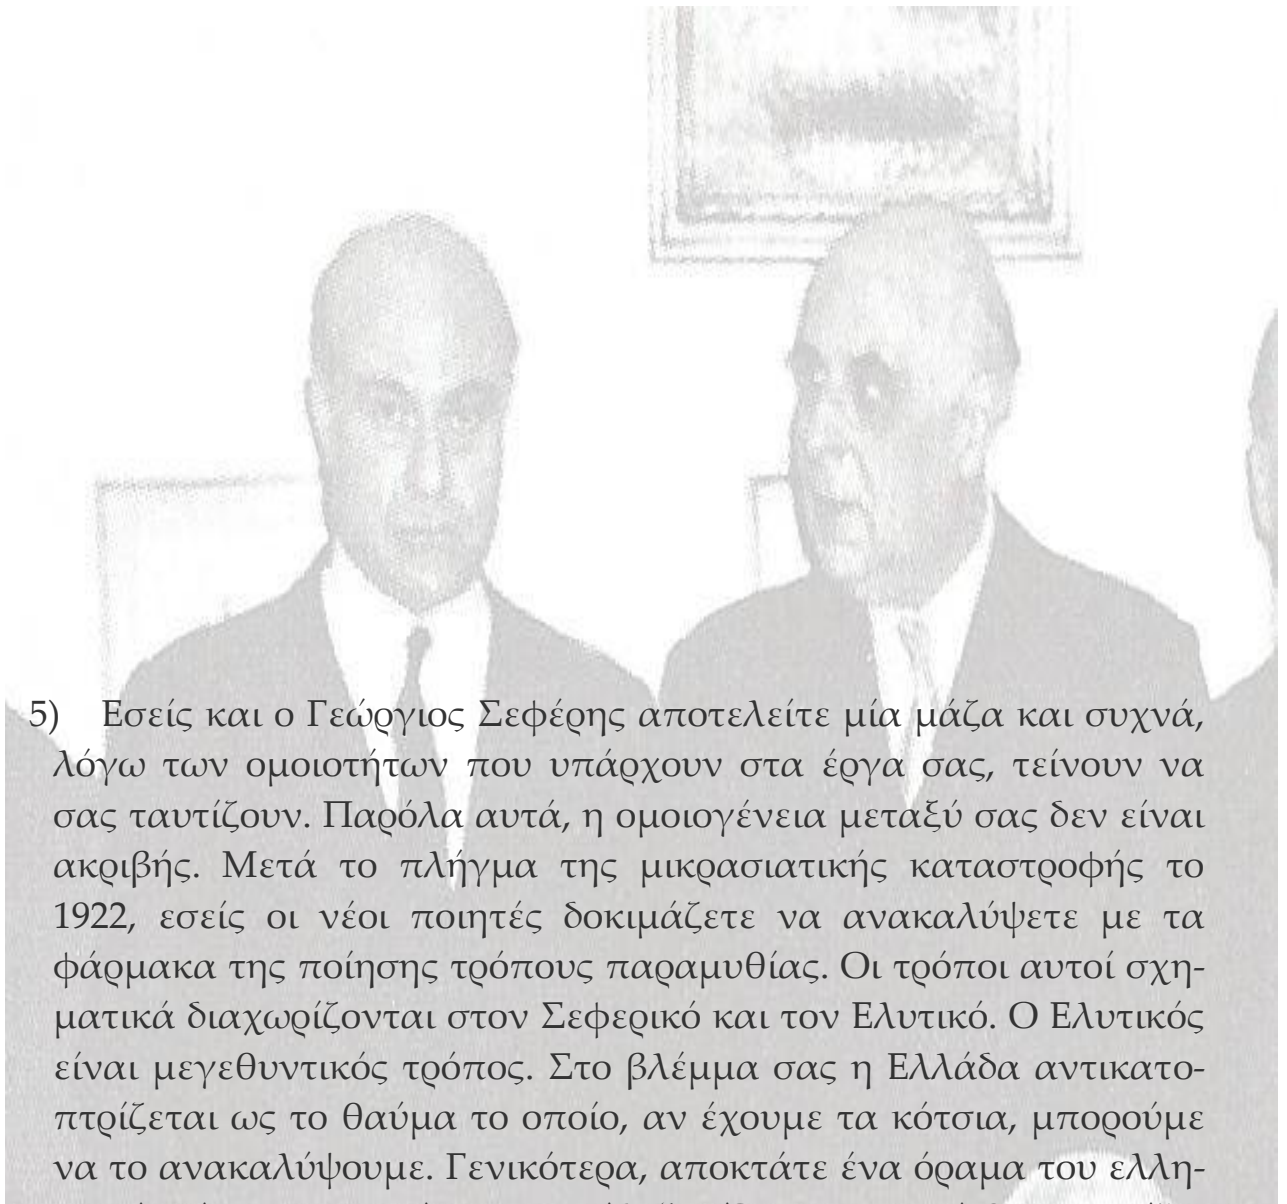 5) Εσείς και ο Γεώργιος Σεφέρης αποτελείτε μία μάζα και συχνά,
λόγω των ομοιοτήτων που υπάρχουν στα έργα σας, τείνουν να
σας ταυτίζουν. Παρόλα αυτά, η ομοιογένεια μεταξύ σας δεν είναι
ακριβής. Μετά το πλήγμα της μικρασιατικής καταστροφής το
1922, εσείς οι νέοι ποιητές δοκιμάζετε να ανακαλύψετε με τα
φάρμακα της ποίησης τρόπους παραμυθίας. Οι τρόποι αυτοί σχη-
ματικά διαχωρίζονται στον Σεφερικό και τον Ελυτικό. Ο Ελυτικός
είναι μεγεθυντικός τρόπος. Στο βλέμμα σας η Ελλάδα αντικατο-
πτρίζεται ως το θαύμα το οποίο, αν έχουμε τα κότσια, μπορούμε
να το ανακαλύψουμε. Γενικότερα, αποκτάτε ένα όραμα του ελλη-